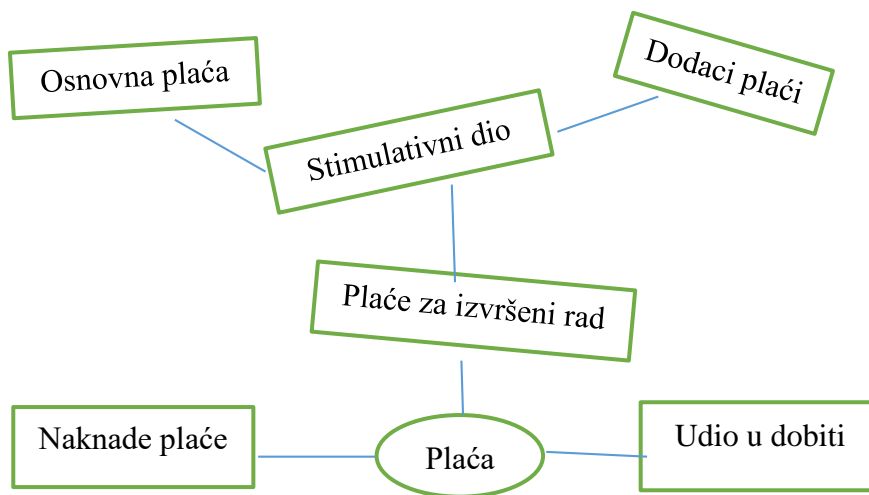 Osnovna plaća
Dodaci plaći
Stimulativni dio
Plaće za izvršeni rad
Naknade plaće
Plaća
Udio u dobiti